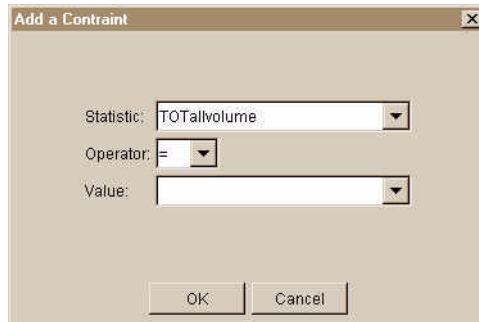 Add a Contraint
Statistic: TOTallvolume
Operator: =
Value:
OK Cancel